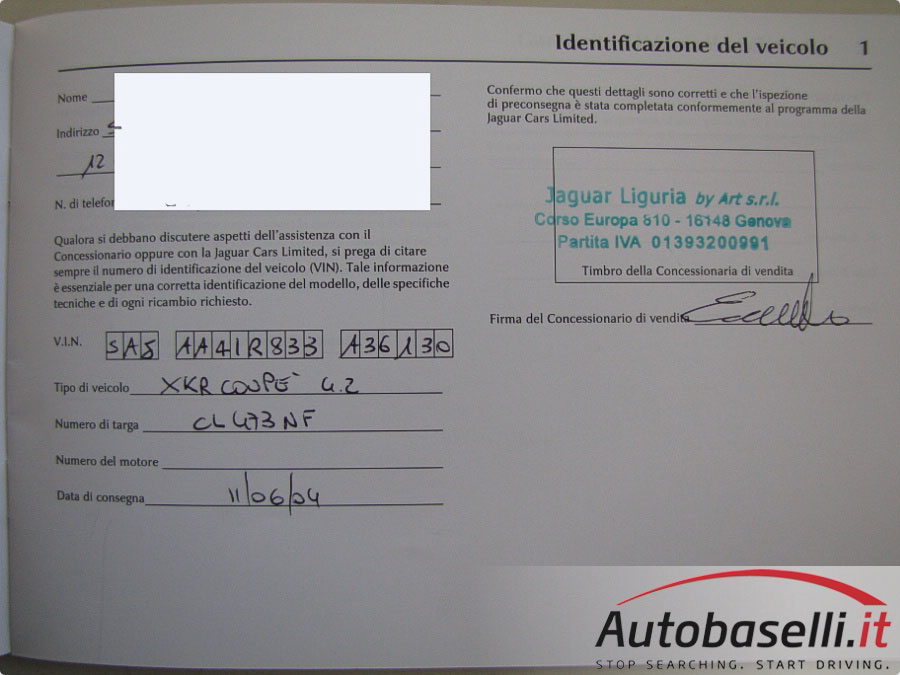 Identificazione del veicolo 1
Nome
Indirizzo
12
N. di telefo
Qualora si debbano discutere aspetti dell'assistenza con il
Concessionario oppure con la Jaguar Cars Limited, si prega di citare
sempre il numero di identificazione del veicolo (VIN). Tale informazione
è essenziale per una corretta identificazione del modello, delle specifiche
tecniche e di ogni ricambio richiesto.
V.I.N. SAJ AA41R833 A36130
Tipo di veicolo XKR COUPE' 4.2
Numero di targa CL 473 NF
Numero del motore
Data di consegna 11/06/04
Confermo che questi dettagli sono corretti e che l'ispezione
di preconsegna è stata completata conformemente al programma della
Jaguar Cars Limited.
Jaguar Liguria by Art s.r.l.
Corso Europa 810 - 16148 Genova
Partita IVA 01393200991
Timbro della Concessionaria di vendita
Firma del Concessionario di vendita
Autobaselli.it
STOP SEARCHING. START DRIVING.